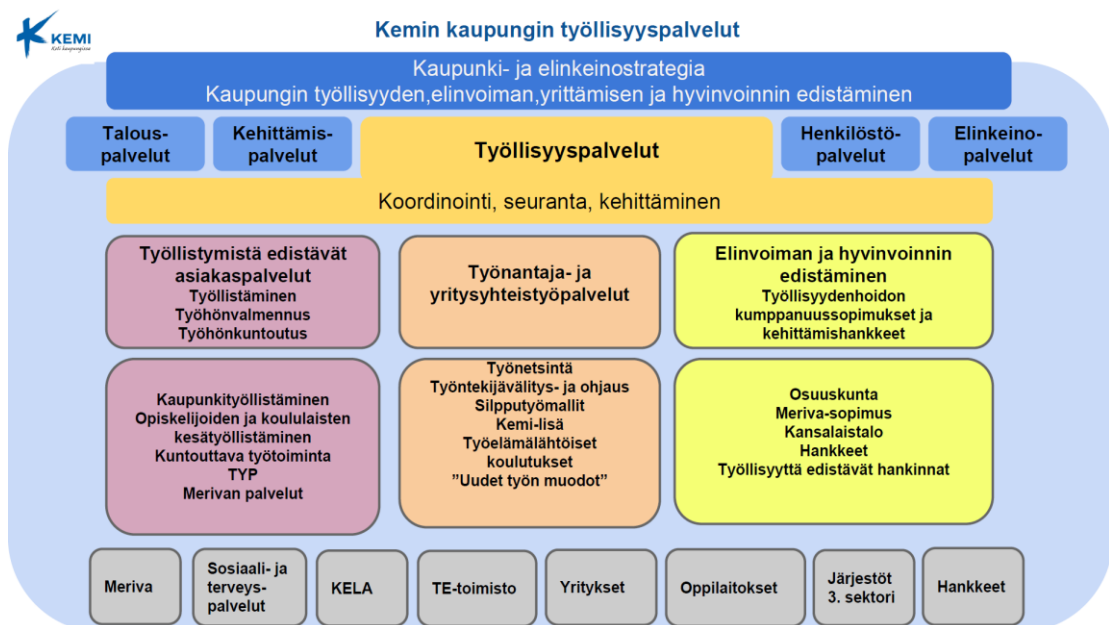 KEMI
Koti kaupungissa
Kemin kaupungin työllisyyspalvelut
Kaupunki- ja elinkeinostrategia
Kaupungin työllisyyden,elinvoiman,yrittämisen ja hyvinvoinnin edistäminen
Talous-
palvelut
Kehittämis-
palvelut
Työllisyyspalvelut
Henkilöstö-
palvelut
Elinkeino-
palvelut
Koordinointi, seuranta, kehittäminen
Työllistymistä edistävät
asiakaspalvelut
Työllistäminen
Työhönvalmennus
Työhönkuntoutus
Työnantaja- ja
yritysyhteistyöpalvelut
Elinvoiman ja hyvinvoinnin
edistäminen
Työllisyydenhoidon
kumppanuussopimukset ja
kehittämishankkeet
Kaupunkityöllistäminen
Opiskelijoiden ja koululaisten
kesätyöllistäminen
Kuntouttava työtoiminta
TYP
Merivan palvelut
Työnetsintä
Työntekijävälitys- ja ohjaus
Silpputyömallit
Kemi-lisä
Työelämälähtöiset
koulutukset
”Uudet työn muodot”
Osuuskunta
Meriva-sopimus
Kansalaistalo
Hankkeet
Työllisyyttä edistävät hankinnat
Meriva
Sosiaali- ja
terveys-
palvelut
KELA
TE-toimisto
Yritykset
Oppilaitokset
Järjestöt
3. sektori
Hankkeet